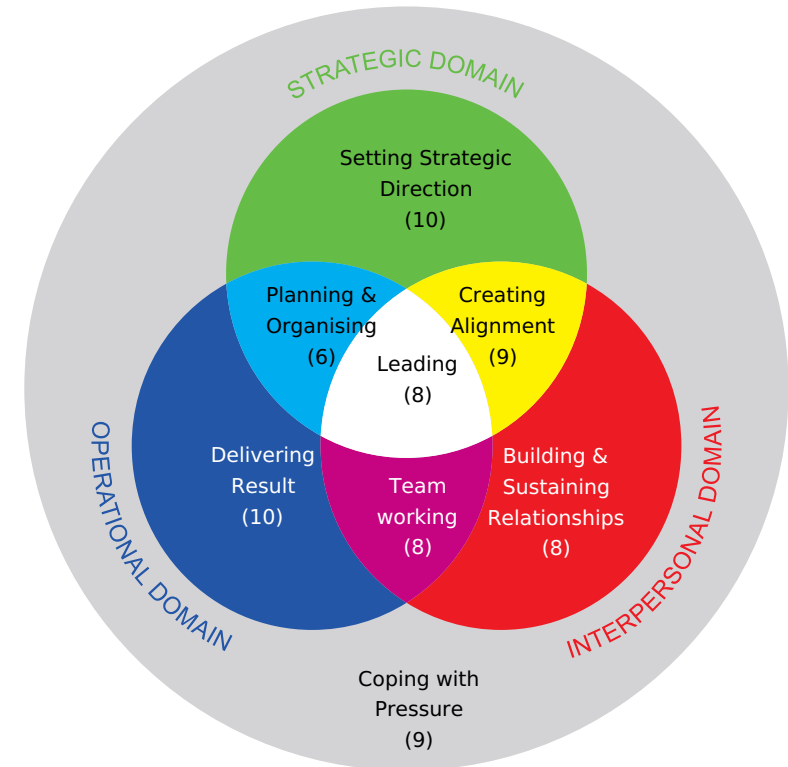 STRATEGIC DOMAIN
Setting Strategic
Direction
(10)
Planning &
Organising
(6)
Creating
Alignment
(9)
Leading
(8)
OPERATIONAL DOMAIN
Delivering
Result
(10)
Team
working
(8)
Building &
Sustaining
Relationships
(8)
INTERPERSONAL DOMAIN
Coping with
Pressure
(9)